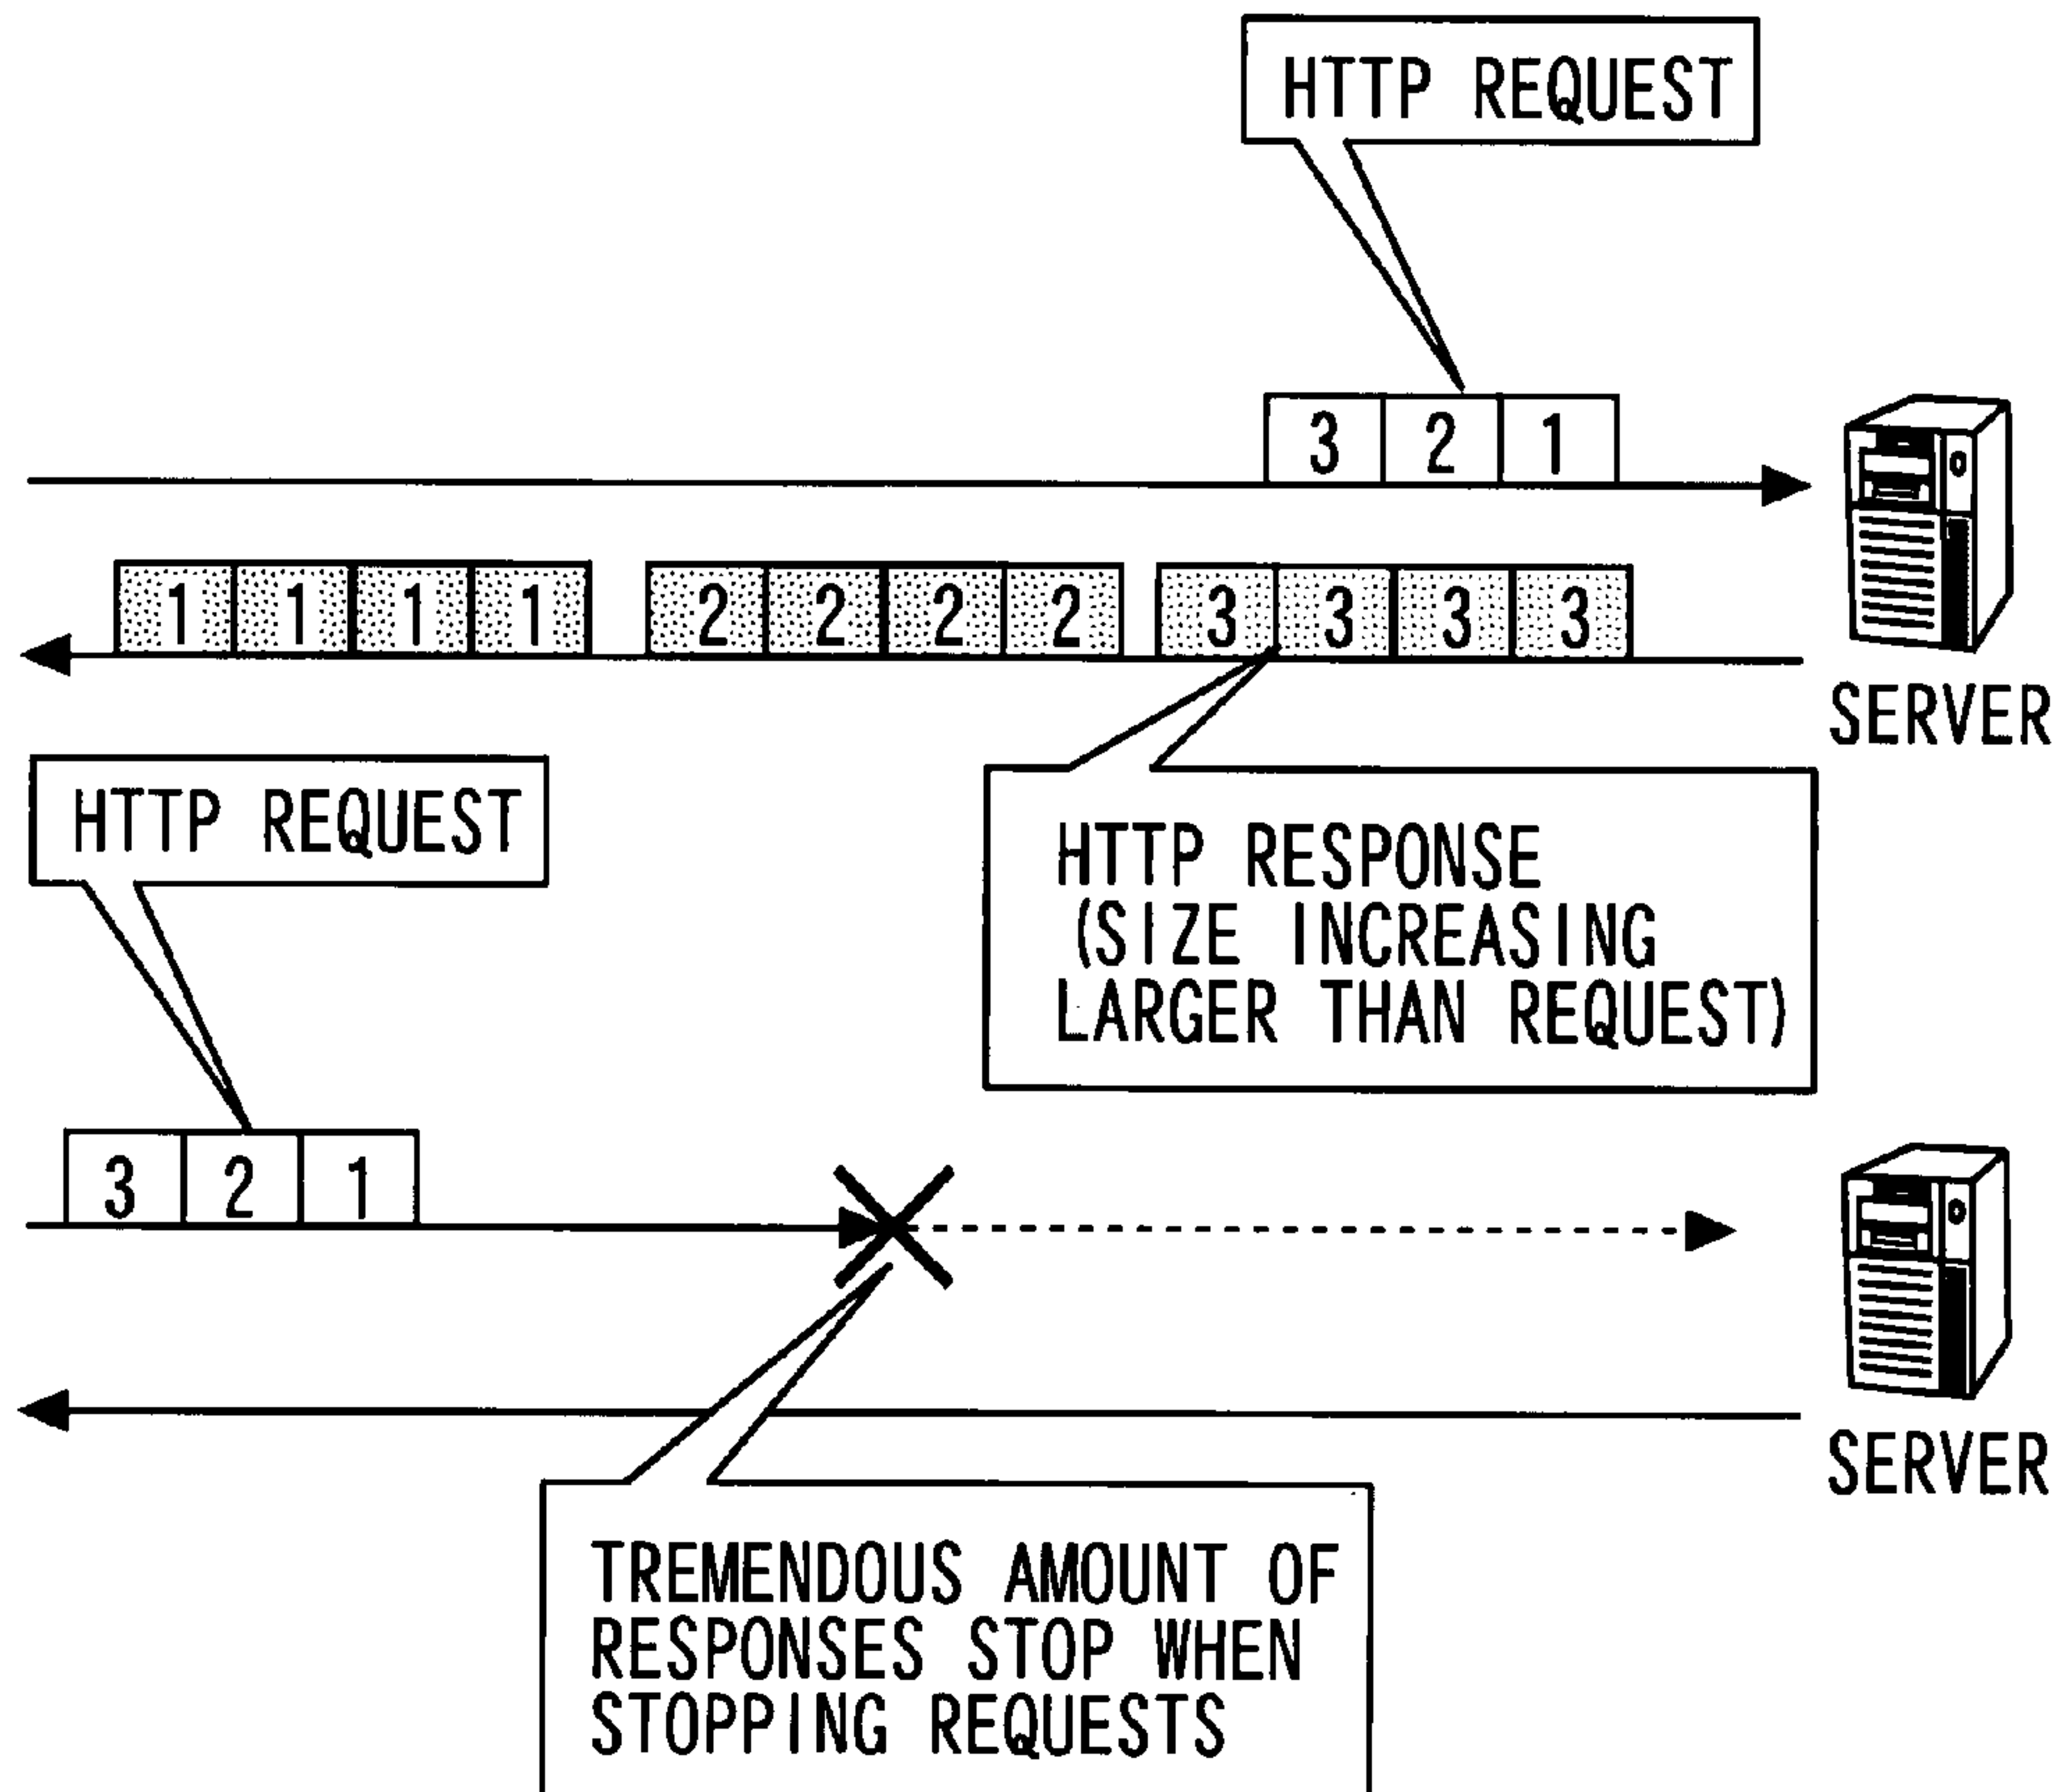 HTTP REQUEST
3 2 1
1 1 1 1 2 2 2 2 3 3 3 3
SERVER
HTTP REQUEST
HTTP RESPONSE
(SIZE INCREASING
LARGER THAN REQUEST)
3 2 1
SERVER
TREMENDOUS AMOUNT OF
RESPONSES STOP WHEN
STOPPING REQUESTS